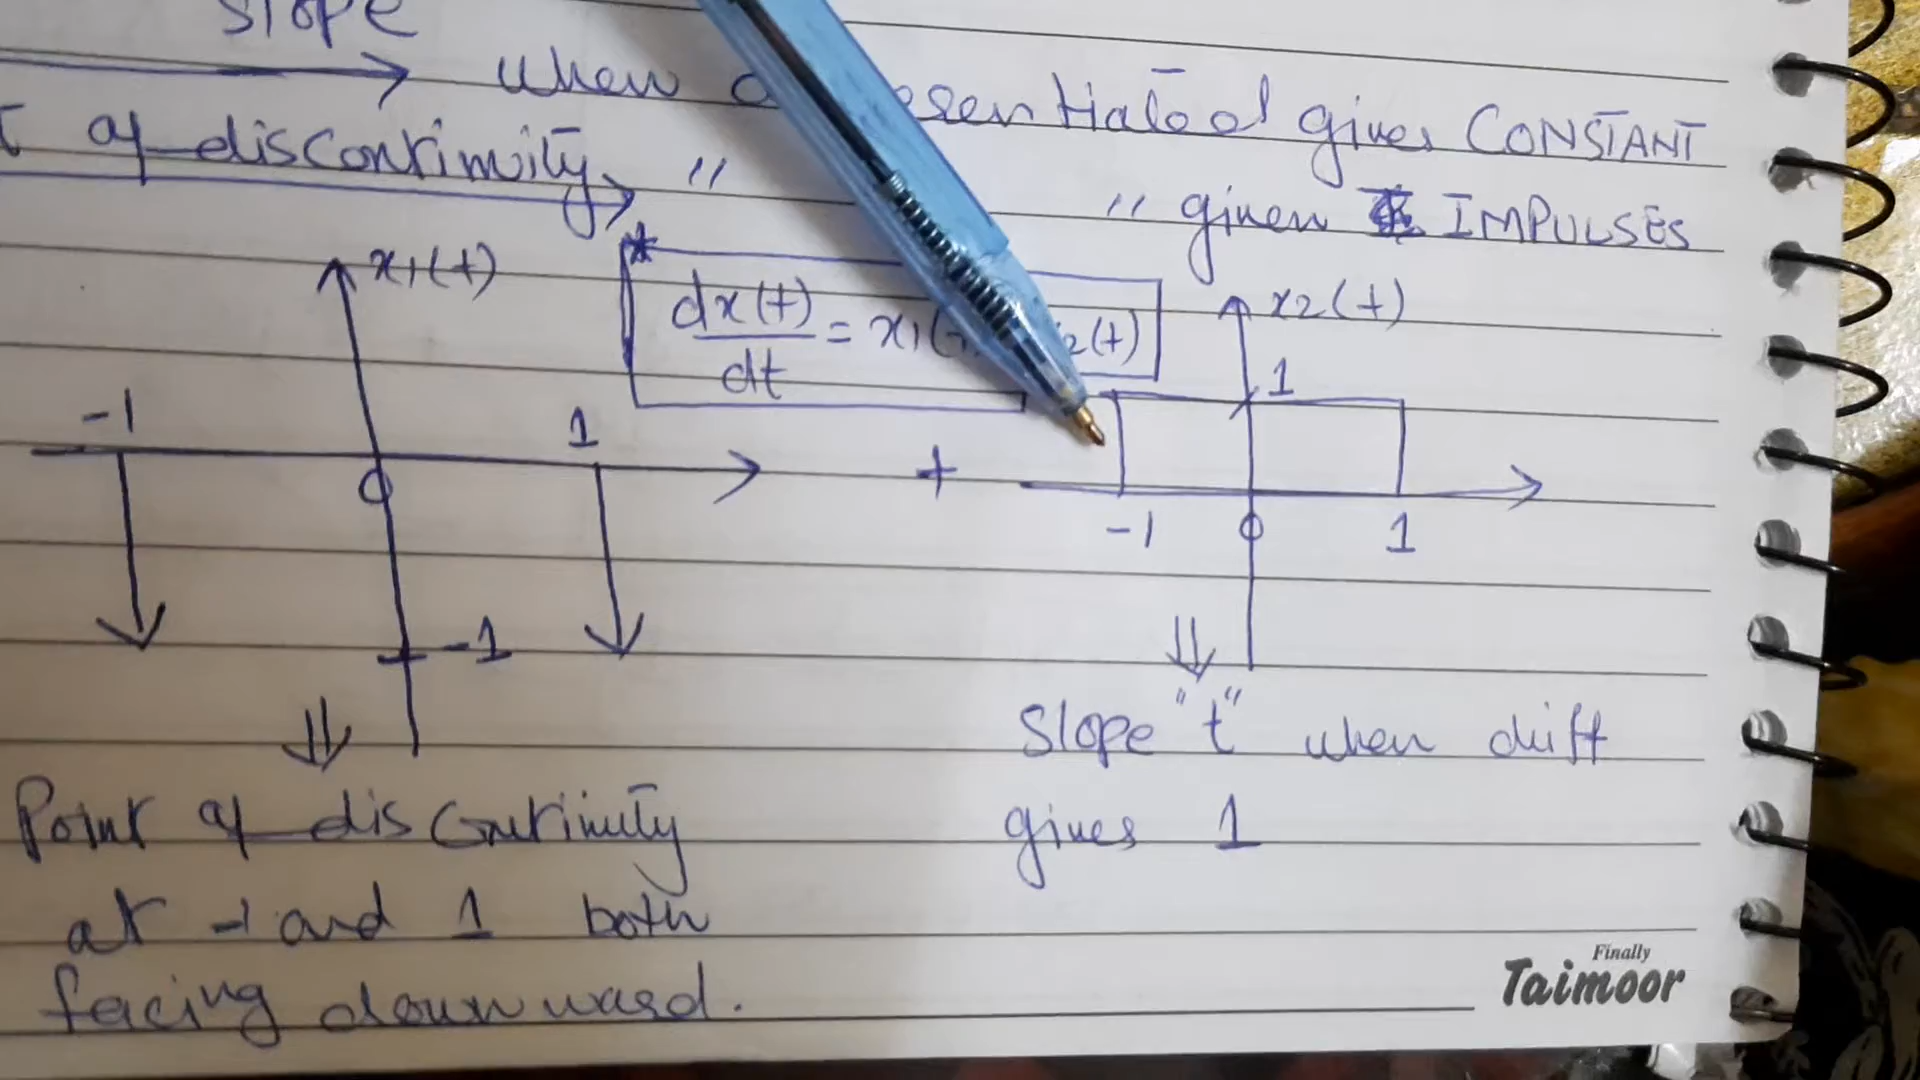 slope
when gives CONSTANT
of discontinuity " " given IMPULSES
x1(t)
*
dx(t)/dt = x1( 2(t)
x2(t)
1
-1
1
+
0
-1
0
1
-1
Slope "t" when diff
gives 1
Point of discontinuity
at -1 and 1 both
facing downward.
Finally
Taimoor